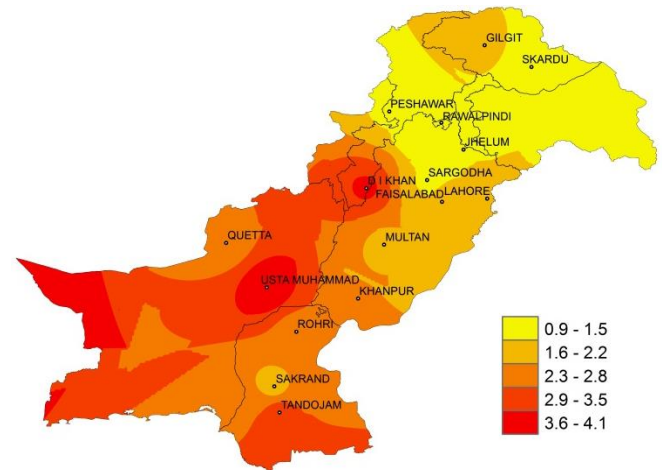 GILGIT
SKARDU
PESHAWAR
RAWALPINDI
JHELUM
SARGODHA
D I KHAN
FAISALABAD
LAHORE
QUETTA
MULTAN
USTA MUHAMMAD
KHANPUR
ROHRI
SAKRAND
TANDOJAM
0.9 - 1.5
1.6 - 2.2
2.3 - 2.8
2.9 - 3.5
3.6 - 4.1